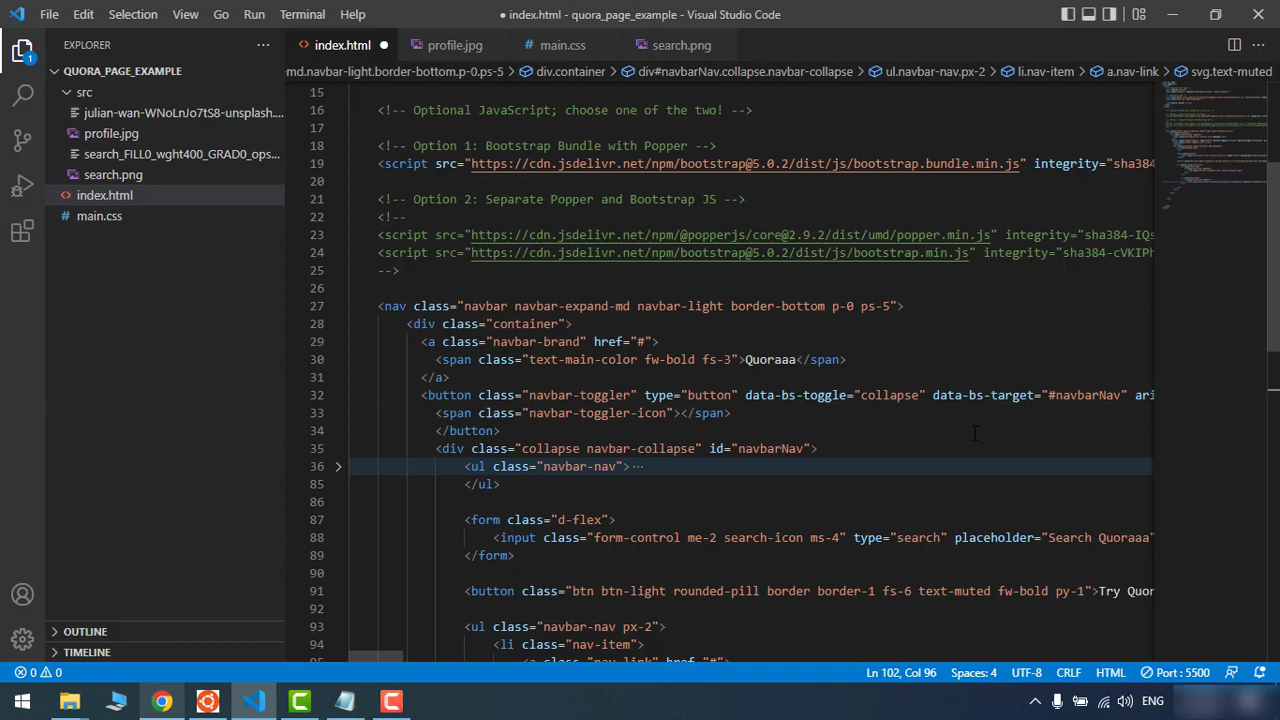 File Edit Selection View Go Run Terminal Help
● index.html - quora_page_example - Visual Studio Code
EXPLORER
index.html
profile.jpg
main.css
search.png
1
QUORA_PAGE_EXAMPLE
emd.navbar-light.border-bottom.p-0.ps-5 > div.container > div#navbarNav.collapse.navbar-collapse > ul.navbar-nav.px-2 > li.nav-item > a.nav-link > svg.text-muted
src
julian-wan-WNoLnJo7tS8-unsplash....
profile.jpg
search_FILL0_wght400_GRAD0_ops...
search.png
index.html
main.css
15
16 <!-- Optional JavaScript; choose one of the two! -->
17
18 <!-- Option 1: Bootstrap Bundle with Popper -->
19 <script src="https://cdn.jsdelivr.net/npm/bootstrap@5.0.2/dist/js/bootstrap.bundle.min.js" integrity="sha384
20
21 <!-- Option 2: Separate Popper and Bootstrap JS -->
22 <!--
23 <script src="https://cdn.jsdelivr.net/npm/@popperjs/core@2.9.2/dist/umd/popper.min.js" integrity="sha384-IQs
24 <script src="https://cdn.jsdelivr.net/npm/bootstrap@5.0.2/dist/js/bootstrap.min.js" integrity="sha384-cVKIPh
25 -->
26
27 <nav class="navbar navbar-expand-md navbar-light border-bottom p-0 ps-5">
28 <div class="container">
29 <a class="navbar-brand" href="#">
30 <span class="text-main-color fw-bold fs-3">Quoraaa</span>
31 </a>
32 <button class="navbar-toggler" type="button" data-bs-toggle="collapse" data-bs-target="#navbarNav" ari
33 <span class="navbar-toggler-icon"></span>
34 </button>
35 <div class="collapse navbar-collapse" id="navbarNav">
36 <ul class="navbar-nav"> ...
85 </ul>
86
87 <form class="d-flex">
88 <input class="form-control me-2 search-icon ms-4" type="search" placeholder="Search Quoraaa"
89 </form>
90
91 <button class="btn btn-light rounded-pill border border-1 fs-6 text-muted fw-bold py-1">Try Quor
92
93 <ul class="navbar-nav px-2">
94 <li class="nav-item">
95 <a class="nav-link" href="#">
OUTLINE
TIMELINE
0 0
Ln 102, Col 96 Spaces: 4 UTF-8 CRLF HTML Port : 5500
ENG